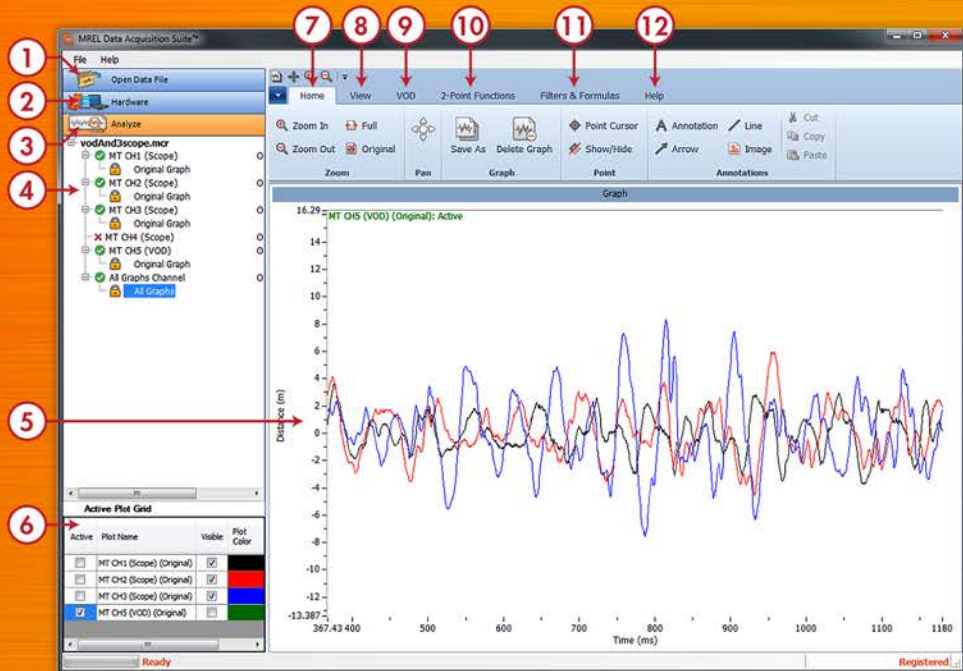 7 8 9 10 11 12
MREL Data Acquisition Suite™
File Help
1 Open Data File
2 Hardware
3 Analyze
Home View VOD 2-Point Functions Filters & Formulas Help
Zoom In Full
Zoom Out Original
Zoom
Pan
Save As Delete Graph
Graph
Point Cursor
Show/Hide
Point
Annotation Line
Arrow Image
Annotations
Cut
Copy
Paste
4
vodAnd3scope.mcr
MT CH1 (Scope) O
Original Graph
MT CH2 (Scope) O
Original Graph
MT CH3 (Scope) O
Original Graph
MT CH4 (Scope) O
MT CH5 (VOD) O
Original Graph
All Graphs Channel O
All Graphs
5
Graph
MT CH5 (VOD) (Original): Active
16.29
14
12
10
8
6
4
2
0
-2
-4
-6
-8
-10
-12
-13.387
Distance (m)
367.43 400 500 600 700 800 900 1000 1100 1180
Time (ms)
6
Active Plot Grid
Active Plot Name Visible Plot Color
MT CH1 (Scope) (Original)
MT CH2 (Scope) (Original)
MT CH3 (Scope) (Original)
MT CH5 (VOD) (Original)
Ready Registered